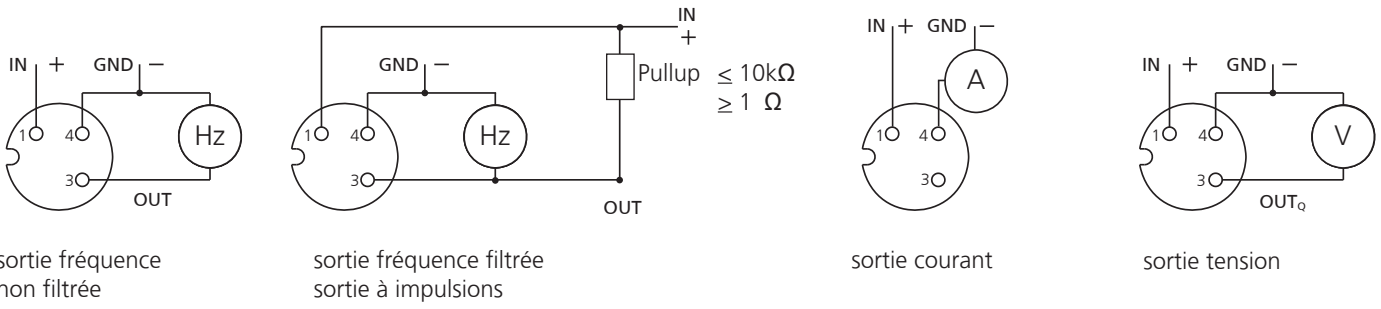 IN + GND −
1 4 Hz
3
OUT
sortie fréquence
non filtrée
IN
+
GND −
Pullup ≤ 10kΩ
≥ 1 Ω
1 4 Hz
3
OUT
sortie fréquence filtrée
sortie à impulsions
IN + GND −
A
1 4
3
sortie courant
IN + GND −
1 4 V
3
OUTQ
sortie tension